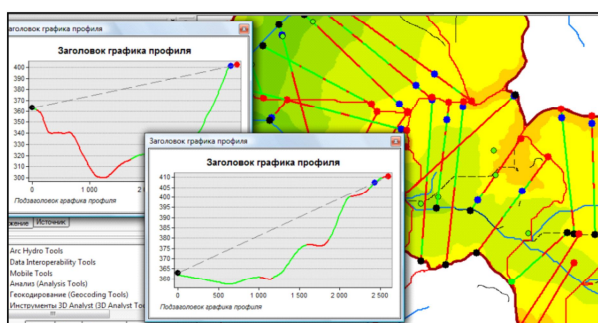 аголовок графика профиля
Заголовок графика профиля
400
390
380
370
360
350
340
330
320
310
300
0
1 000
2
Подзаголовок графика профиля
Заголовок графика профиля
Заголовок графика профиля
410
405
400
395
390
385
380
375
370
365
360
0
500
1 000
1 500
2 000
2 500
Подзаголовок графика профиля
жание
Источник
Arc Hydro Tools
Data Interoperability Tools
Mobile Tools
Анализ (Analysis Tools)
Геокодирование (Geocoding Tools)
Инструменты 3D Analyst (3D Analyst To